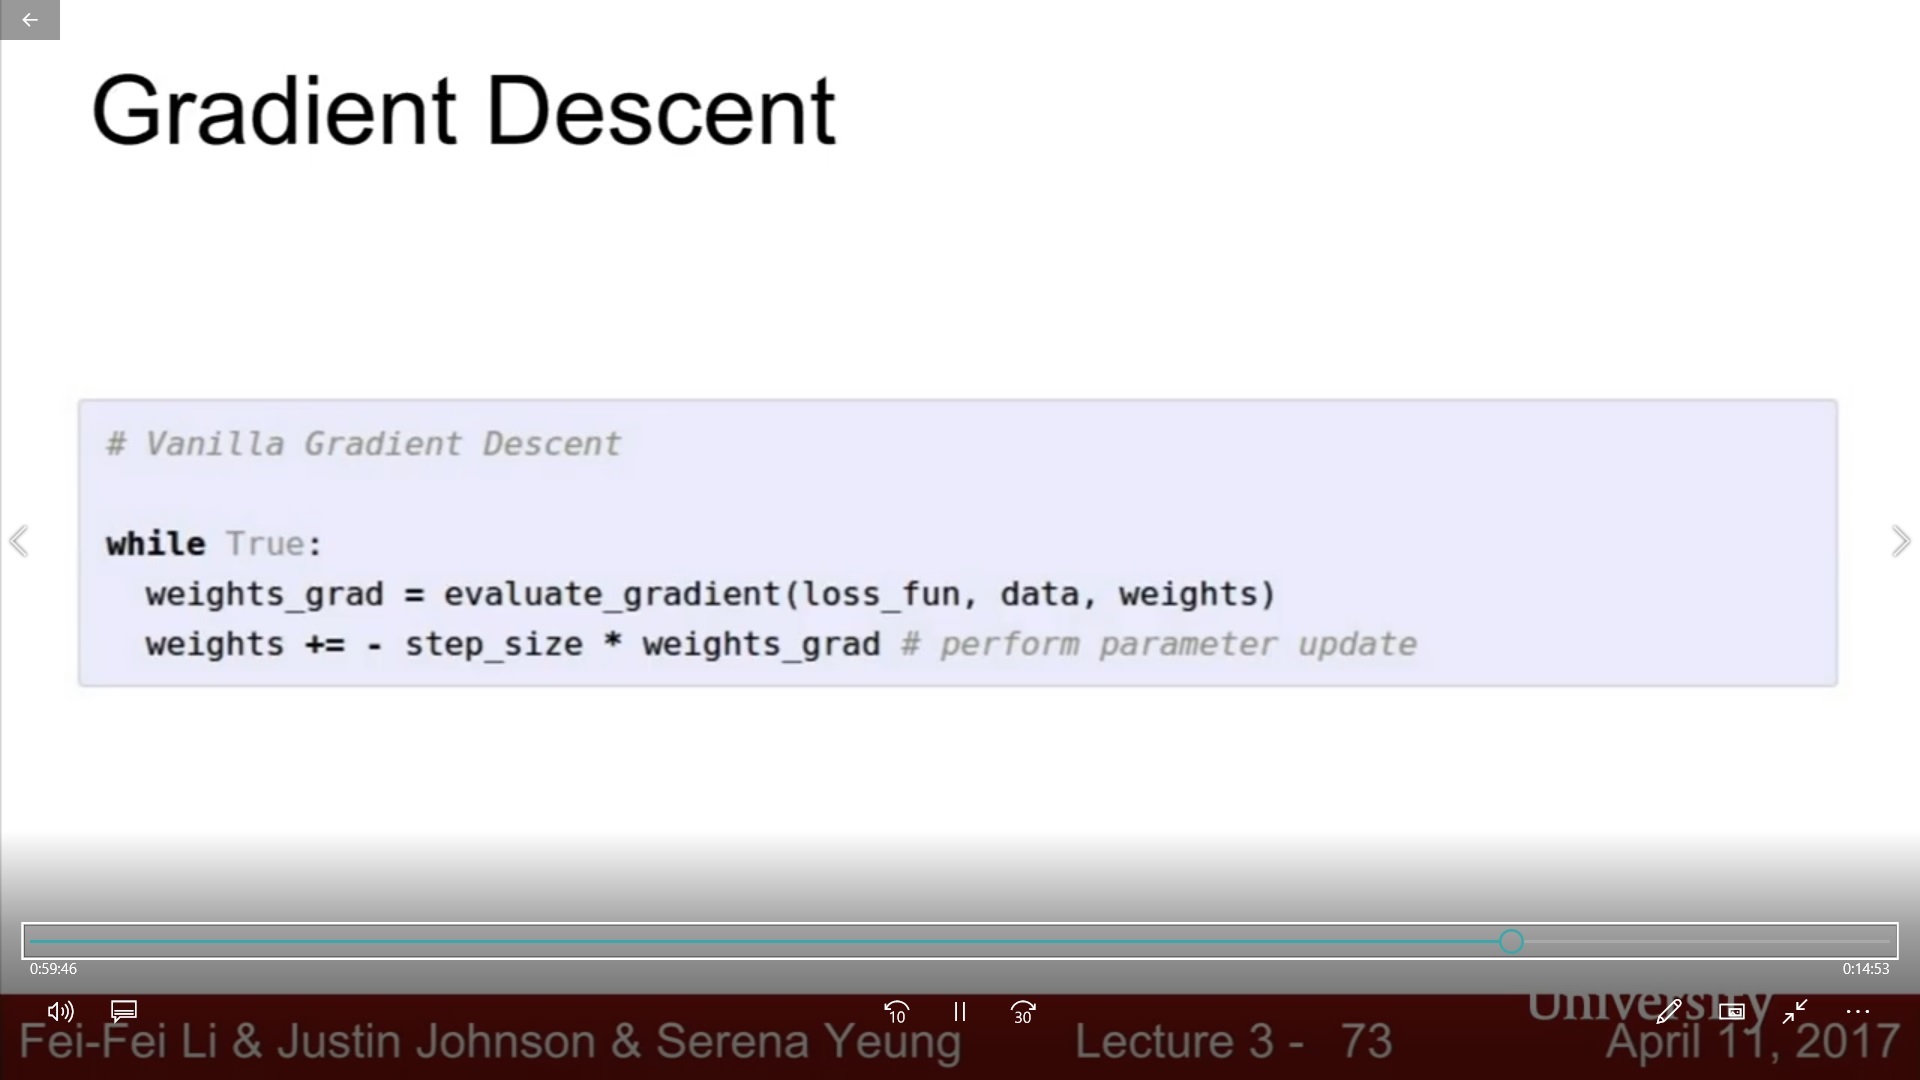 Gradient Descent
# Vanilla Gradient Descent
while True:
weights_grad = evaluate_gradient(loss_fun, data, weights)
weights += - step_size * weights_grad # perform parameter update
0:59:46
0:14:53
10
30
University
Fei-Fei Li & Justin Johnson & Serena Yeung
Lecture 3 - 73
April 11, 2017